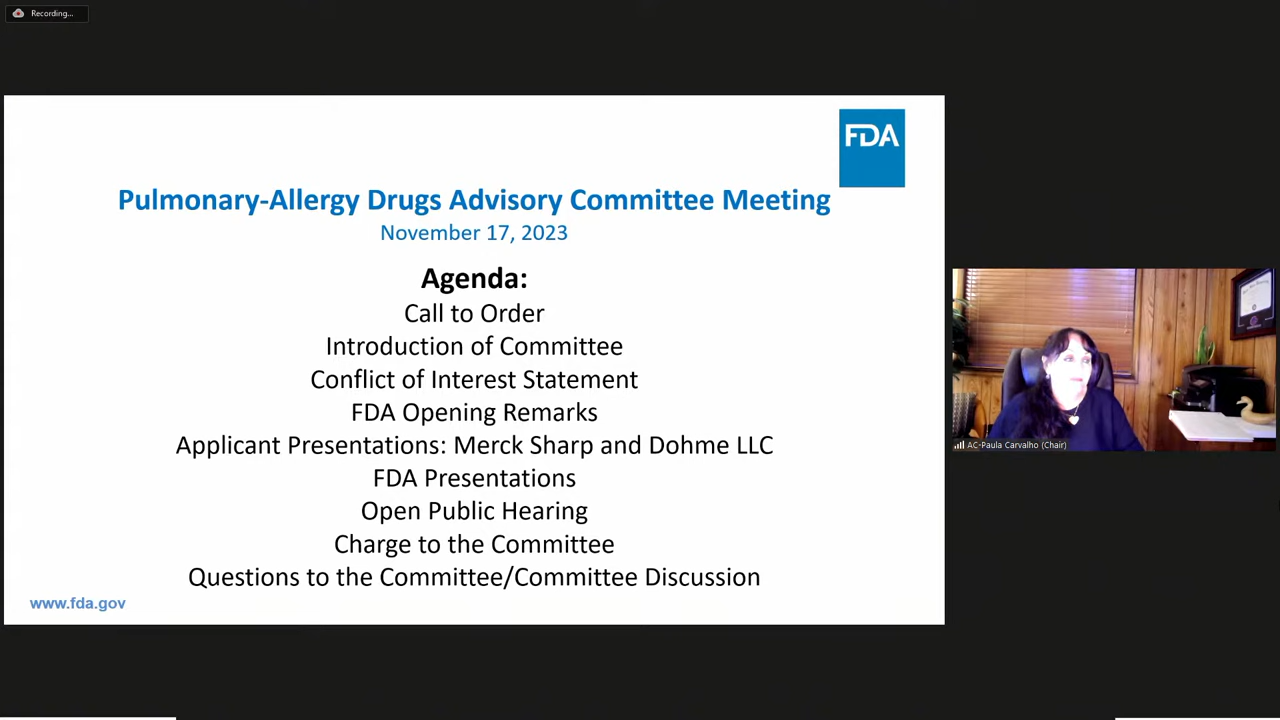 Recording...
FDA
Pulmonary-Allergy Drugs Advisory Committee Meeting
November 17, 2023
Agenda:
Call to Order
Introduction of Committee
Conflict of Interest Statement
FDA Opening Remarks
Applicant Presentations: Merck Sharp and Dohme LLC
FDA Presentations
Open Public Hearing
Charge to the Committee
Questions to the Committee/Committee Discussion
www.fda.gov
AC-Paula Carvalho (Chair)